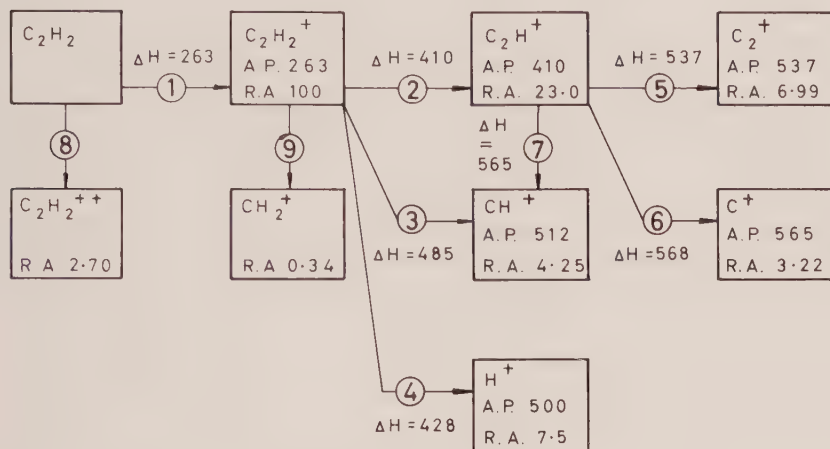 C₂H₂
ΔH = 263
①
C₂H₂⁺
A.P. 263
R.A 100
ΔH = 410
②
C₂H⁺
A.P. 410
R.A. 23·0
ΔH = 537
⑤
C₂⁺
A.P. 537
R.A. 6·99
⑧
⑨
ΔH
=
565
⑦
C₂H₂⁺⁺
R.A 2·70
CH₂⁺
R.A 0·34
③
ΔH = 485
CH⁺
A.P. 512
R.A. 4·25
⑥
ΔH = 568
C⁺
A.P. 565
R.A. 3·22
④
ΔH = 428
H⁺
A.P. 500
R.A. 7·5